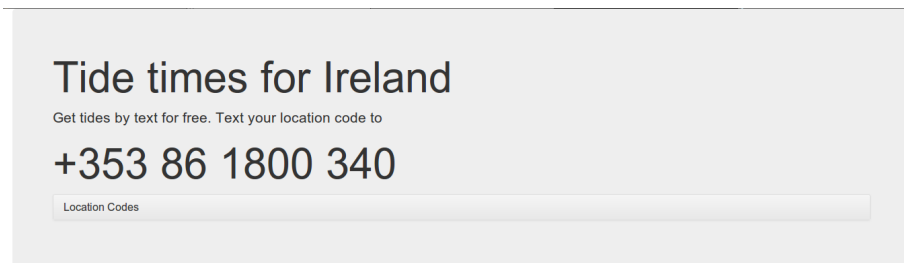 Tide times for Ireland
Get tides by text for free. Text your location code to
+353 86 1800 340
Location Codes